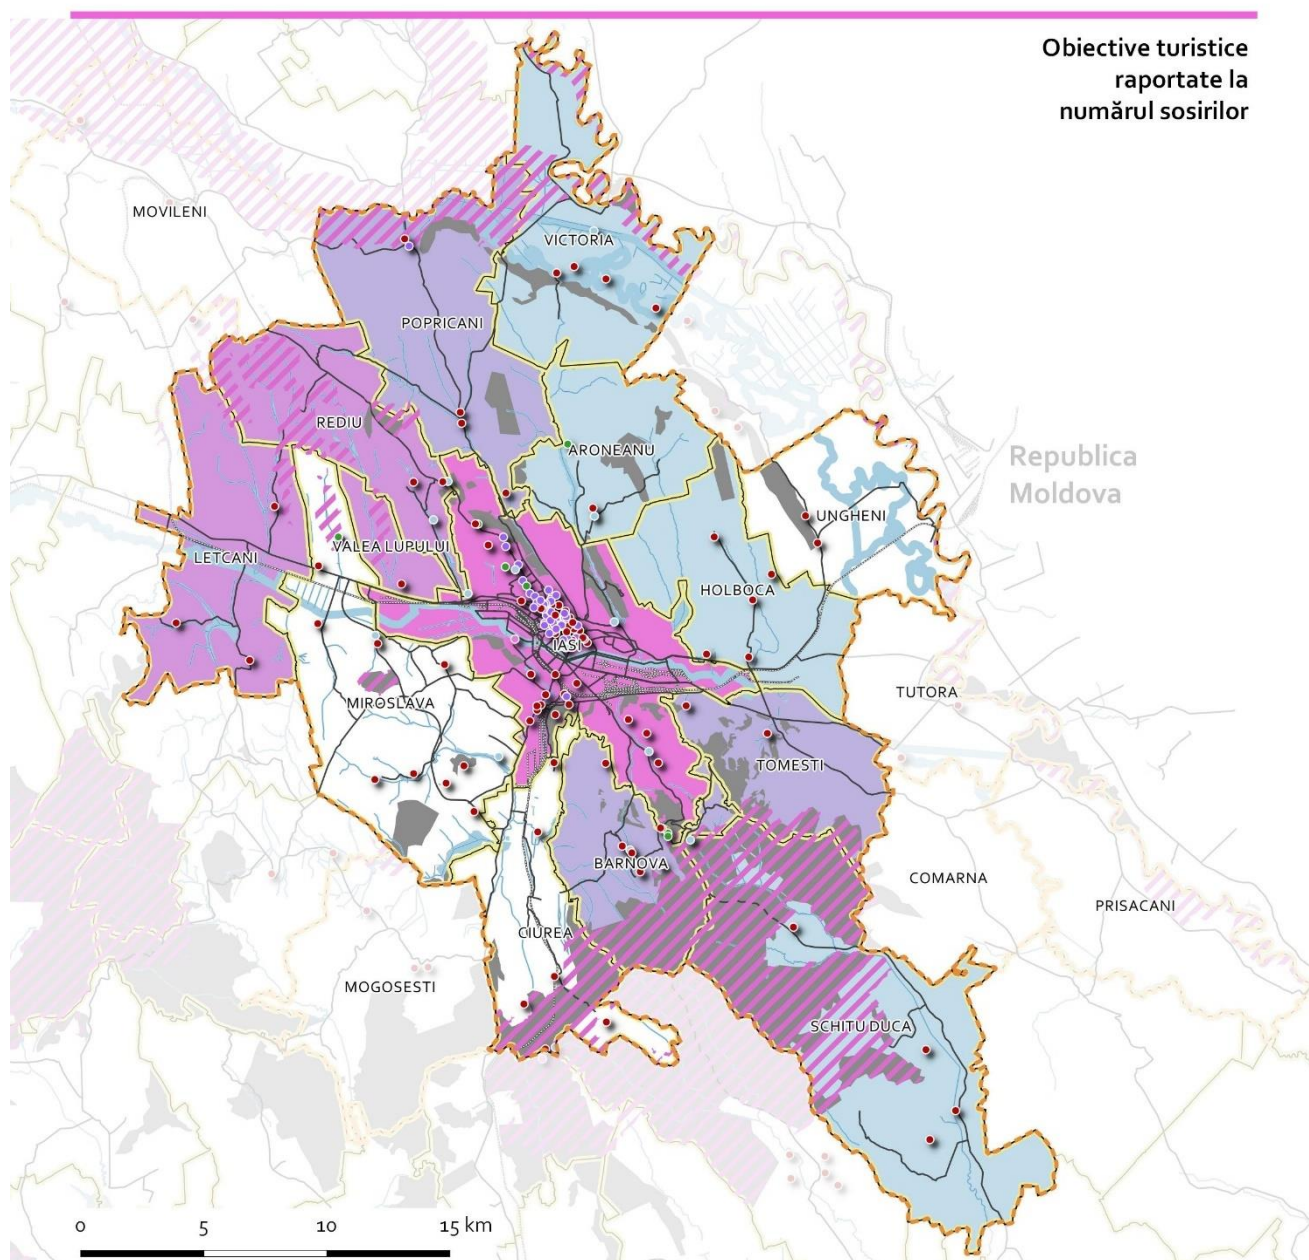 Obiective turistice
raportate la
numărul sosirilor
MOVILENI
VICTORIA
POPRICANI
REDIU
ARONEANU
Republica
Moldova
UNGHENI
VALEA LUPULUI
LETCANI
HOLBOCA
IASI
TUTORA
MIROSLAVA
TOMESTI
BARNOVA
COMARNA
PRISACANI
CIUREA
MOGOSESTI
SCHITU DUCA
0 5 10 15 km